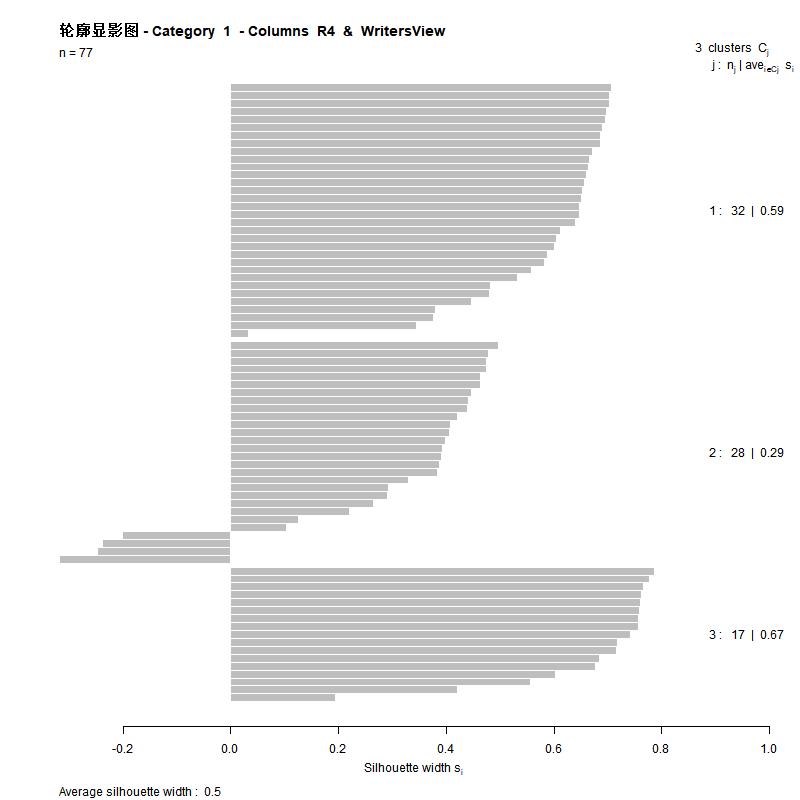 轮廓显影图 - Category 1 - Columns R4 & WritersView
n = 77
3 clusters Cj
j : nj | avei∈Cj si
1 : 32 | 0.59
2 : 28 | 0.29
3 : 17 | 0.67
-0.2 0.0 0.2 0.4 0.6 0.8 1.0
Silhouette width si
Average silhouette width : 0.5